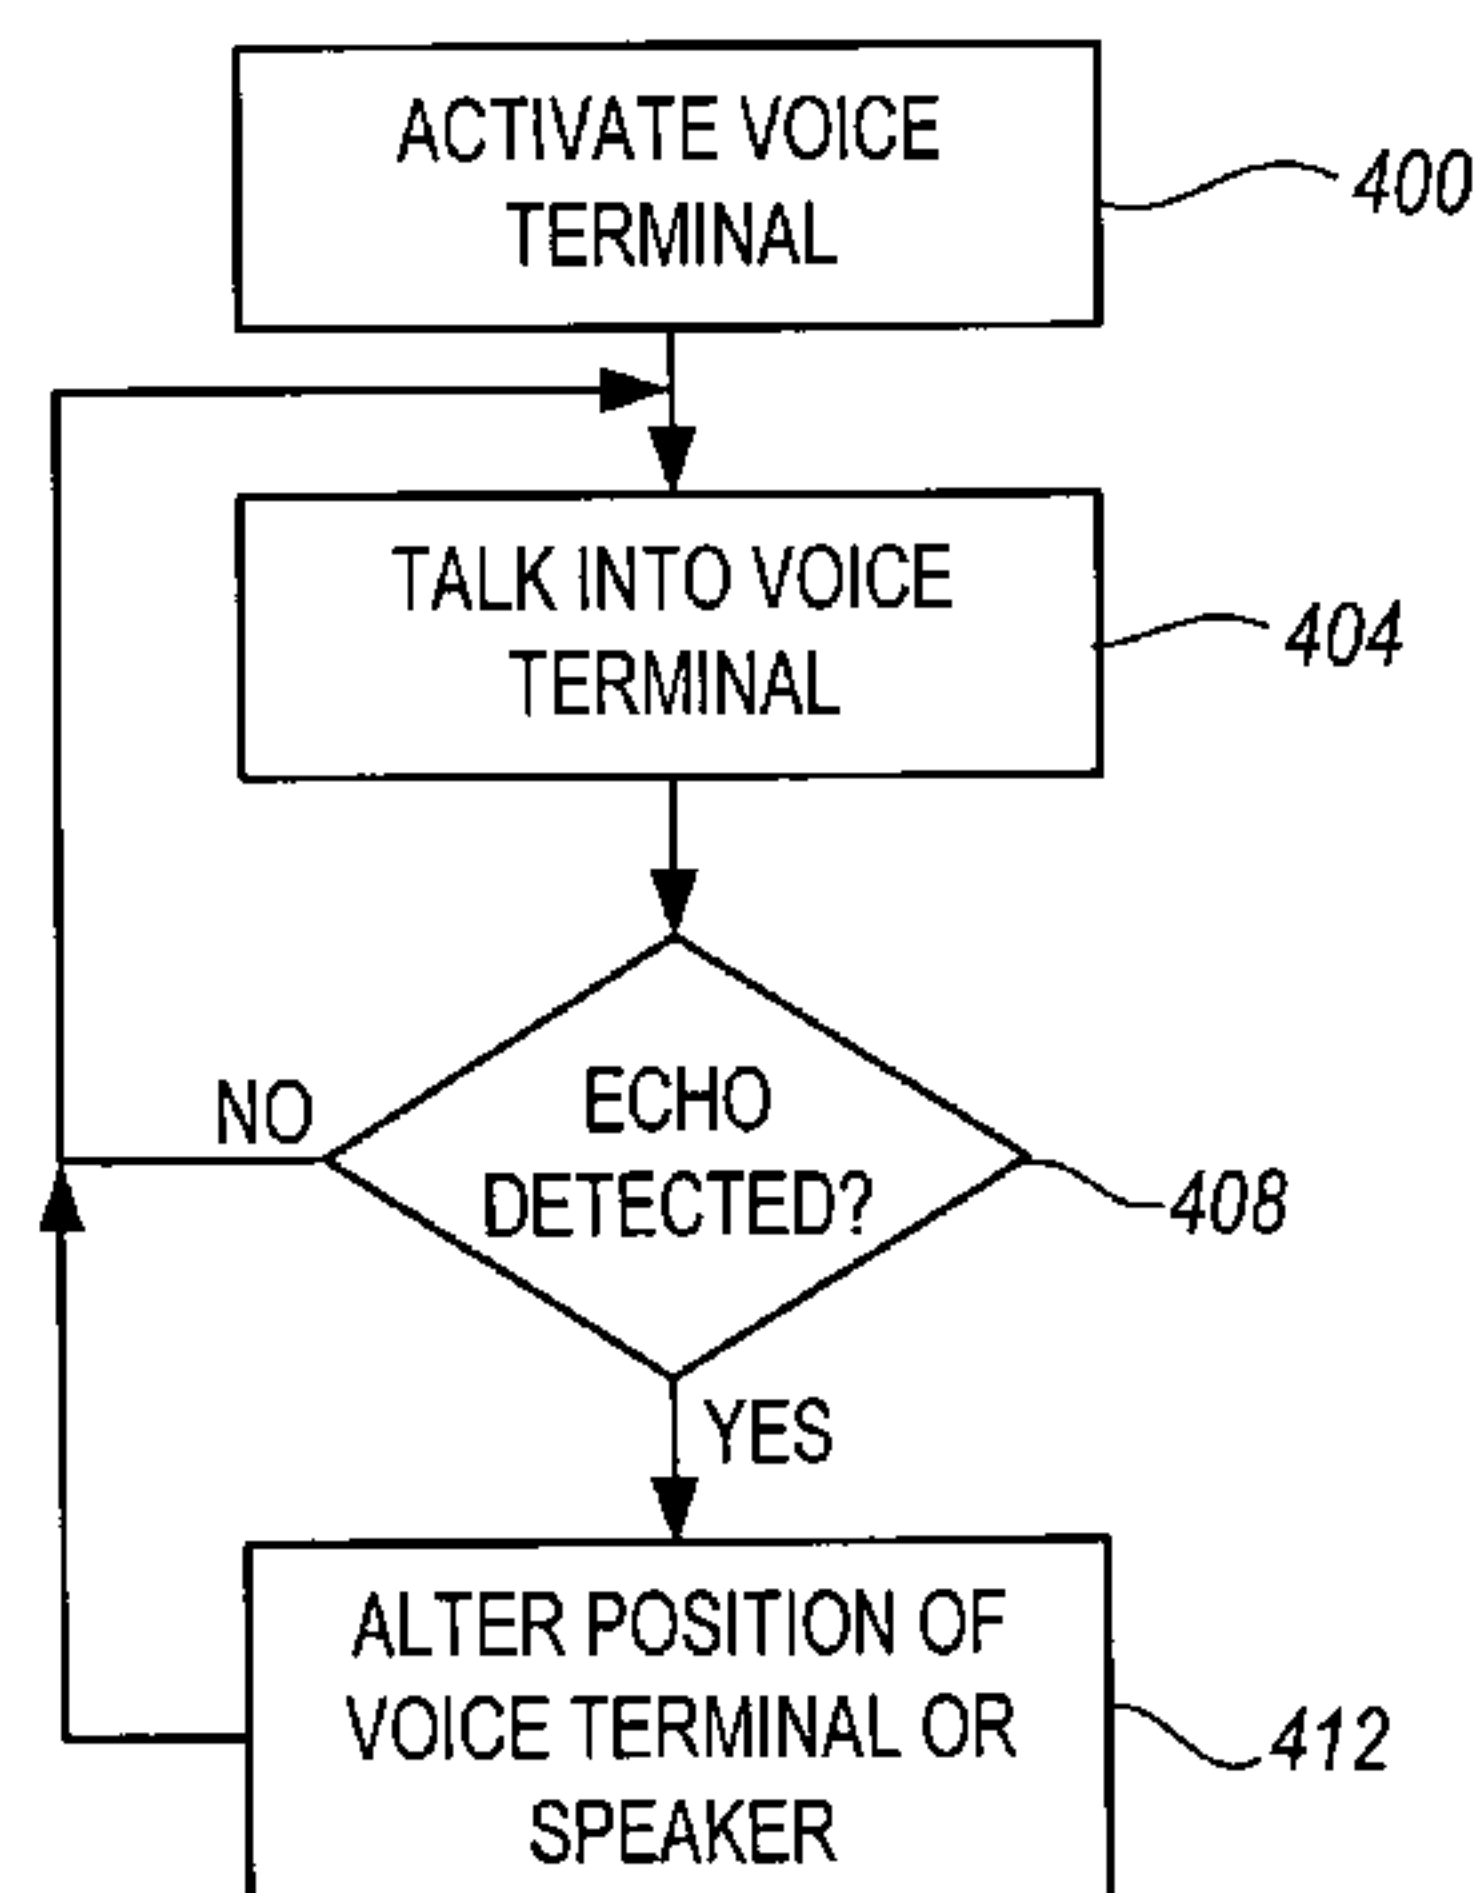 ACTIVATE VOICE
TERMINAL
400
TALK INTO VOICE
TERMINAL
404
ECHO
DETECTED?
NO
408
YES
ALTER POSITION OF
VOICE TERMINAL OR
SPEAKER
412